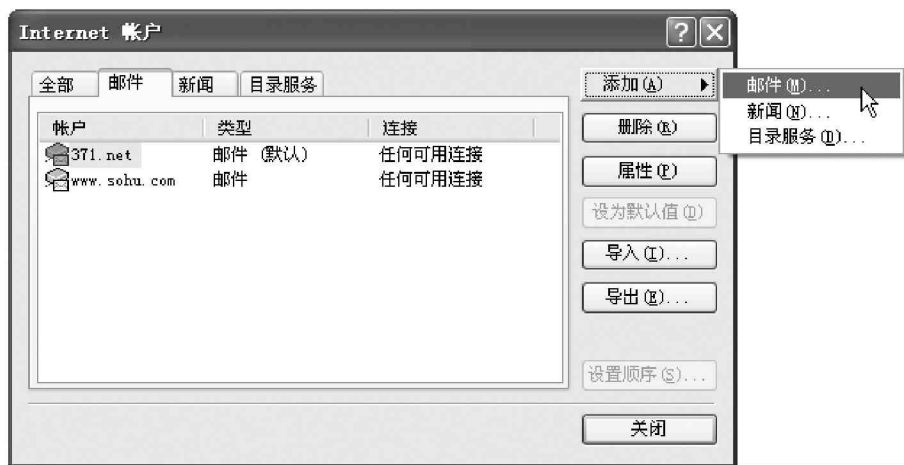 Internet 帐户
全部 邮件 新闻 目录服务
添加(A)
邮件(M)...
新闻(N)...
目录服务(D)...
帐户 类型 连接
371.net 邮件 (默认) 任何可用连接
www.sohu.com 邮件 任何可用连接
删除(R)
属性(P)
设为默认值(D)
导入(I)...
导出(E)...
设置顺序(S)...
关闭